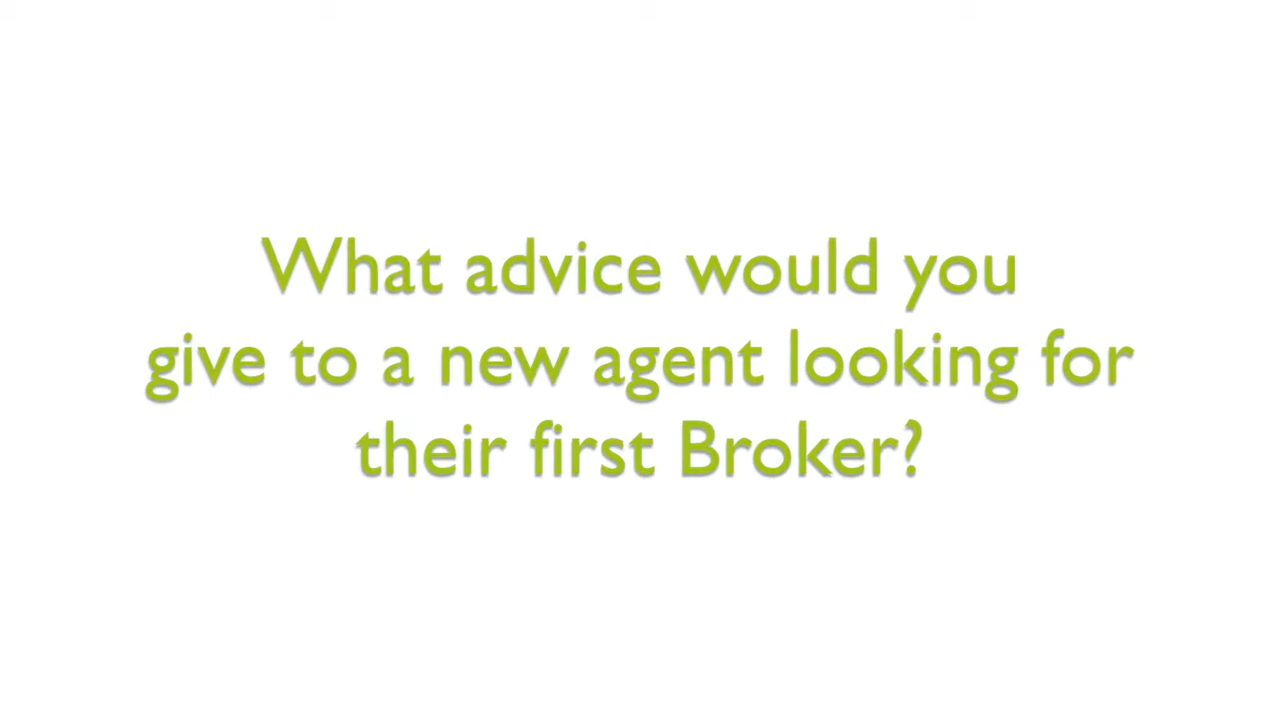 What advice would you
give to a new agent looking for
their first Broker?